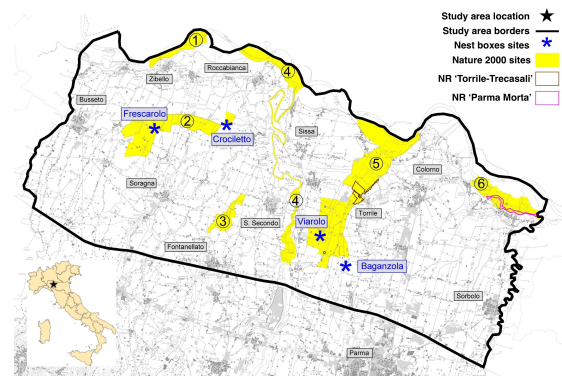 Study area location
Study area borders
Nest boxes sites
Nature 2000 sites
NR 'Torrile-Trecasali'
NR 'Parma Morta'
1
Zibello
Roccabianca
4
Busseto
Frescarolo
2
Crociletto
Sissa
5
Colorno
6
Soragna
3
S. Secondo
4
Viarolo
Torrile
Fontanellato
Baganzola
Sorbolo
Parma